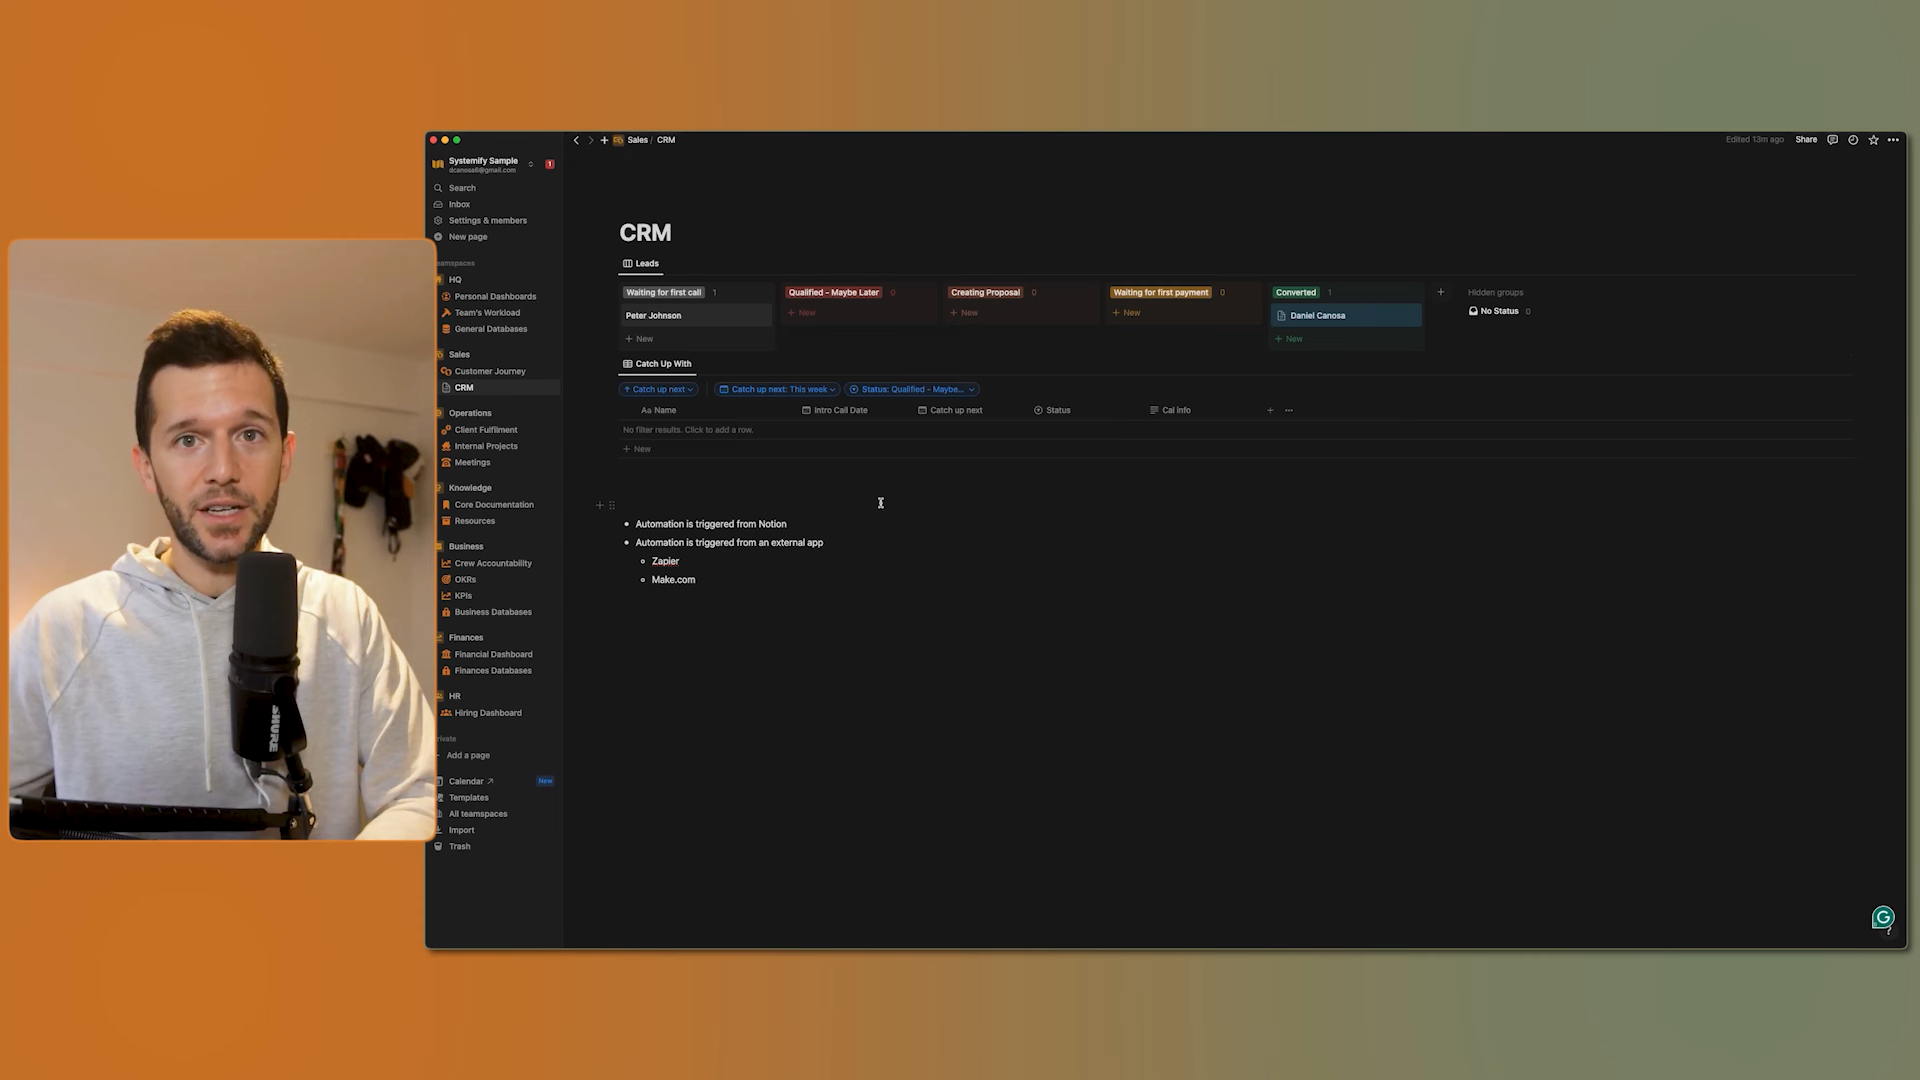 Sales / CRM
Edited 13m ago
Share
Systemify Sample
dcanosa6@gmail.com
1
Search
Inbox
Settings & members
New page
HQ
Personal Dashboards
Team's Workload
General Databases
Sales
Customer Journey
CRM
Operations
Client Fulfilment
Internal Projects
Meetings
Knowledge
Core Documentation
Resources
Business
Crew Accountability
OKRs
KPIs
Business Databases
Finances
Financial Dashboard
Finances Databases
HR
Hiring Dashboard
Add a page
Calendar ↗ New
Templates
All teamspaces
Import
Trash
CRM
Leads
Waiting for first call 1
Qualified - Maybe Later 0
Creating Proposal 0
Waiting for first payment 0
Converted 1
Hidden groups
Peter Johnson
+ New
+ New
+ New
+ New
Daniel Canosa
+ New
No Status 0
Catch Up With
↑ Catch up next
Catch up next: This week
Status: Qualified - Maybe...
Aa Name
Intro Call Date
Catch up next
Status
Cal info
No filter results. Click to add a row.
+ New
• Automation is triggered from Notion
• Automation is triggered from an external app
Zapier
Make.com
SHURE
G
?